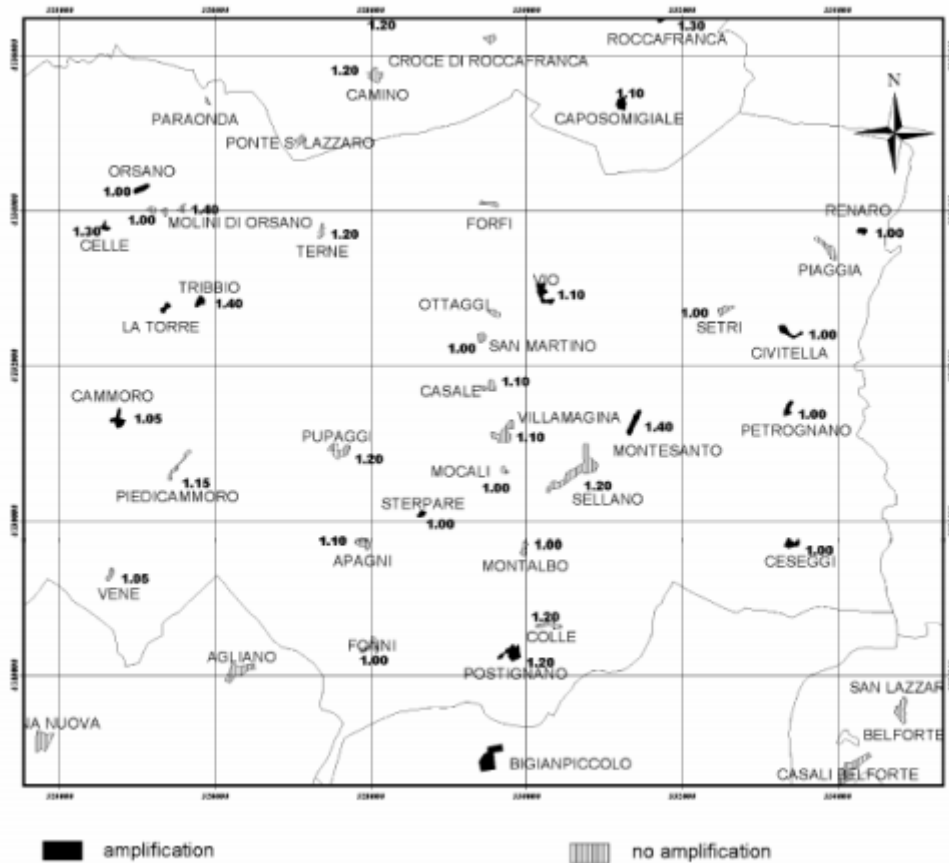 1.20
ROCCAFRANCA
1.30
CROCE DI ROCCAFRANCA
N
1.20
CAMINO
1.10
CAPOSOMIGIALE
PARAONDA
PONTE S. LAZZARO
ORSANO
1.00
1.00
1.40
MOLINI DI ORSANO
RENARO
1.00
1.30
CELLE
1.20
TERNE
FORFI
PIAGGIA
VIO
1.10
TRIBBIO
1.40
LA TORRE
OTTAGGI
1.00
SETRI
1.00
SAN MARTINO
1.00
CIVITELLA
CASALE
1.10
CAMMORO
1.05
VILLAMAGINA
1.10
1.40
MONTESANTO
1.00
PETROGNANO
PUPAGGI
1.20
PIEDICAMMORO
1.15
MOCALI
1.00
1.20
SELLANO
STERPARE
1.00
1.10
APAGNI
1.00
MONTALBO
1.00
CESEGGI
1.05
VENE
1.20
COLLE
FONNI
1.00
AGLIANO
1.20
POSTIGNANO
SAN LAZZAR
NA NUOVA
BELFORTE
BIGIANPICCOLO
CASALI BELFORTE
amplification
no amplification